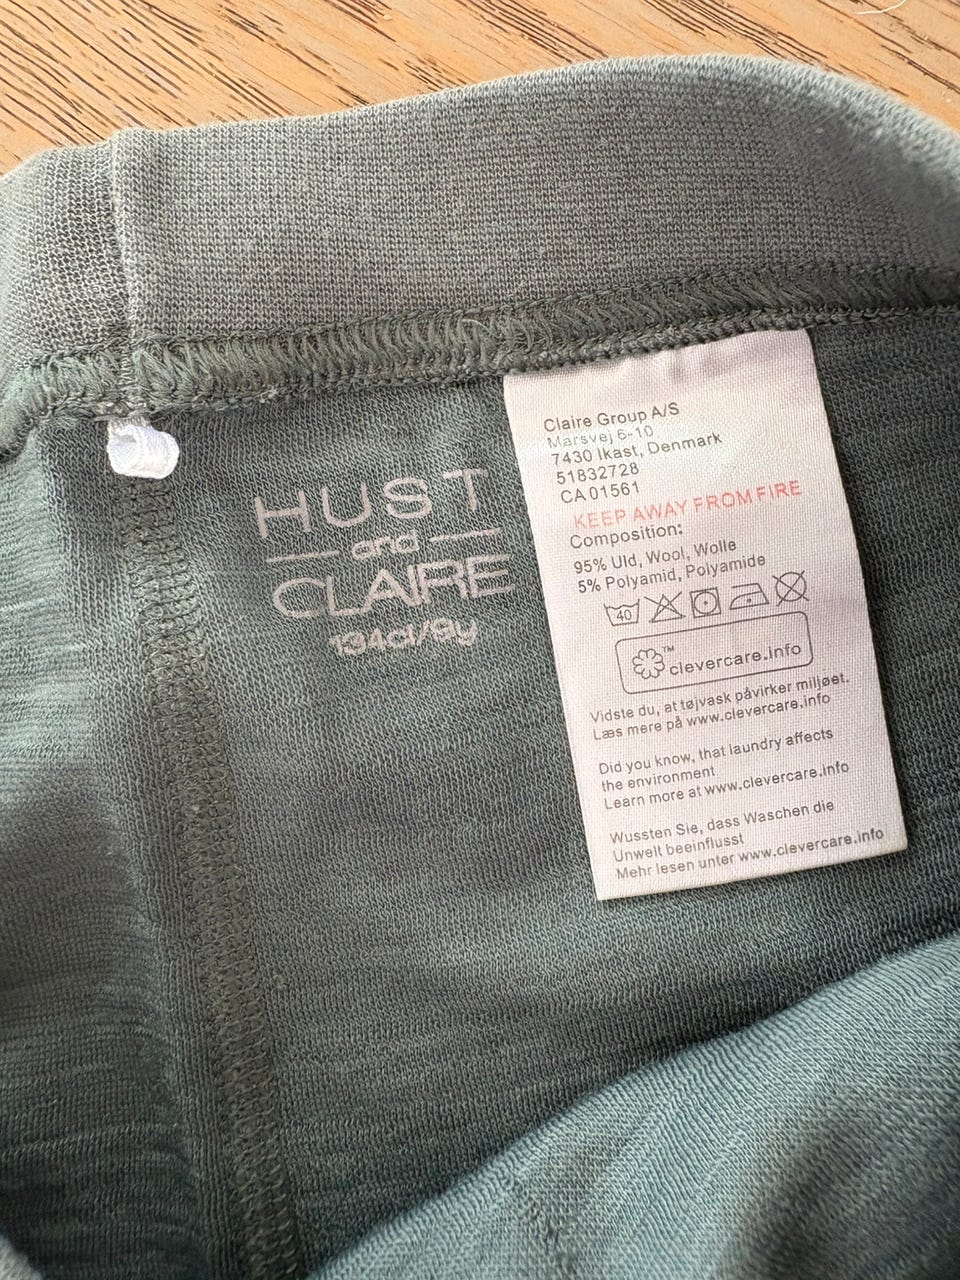 HUST
and
CLAIRE
134cl/9y
Claire Group A/S
Marsvej 6-10
7430 Ikast, Denmark
51832728
CA01561
KEEP AWAY FROM FIRE
Composition:
95% Uld, Wool, Wolle
5% Polyamid, Polyamide
40
™
clevercare.info
Vidste du, at tøjvask påvirker miljøet.
Læs mere på www.clevercare.info
Did you know, that laundry affects
the environment
Learn more at www.clevercare.info
Wussten Sie, dass Waschen die
Unwelt beeinflusst
Mehr lesen unter www.clevercare.info